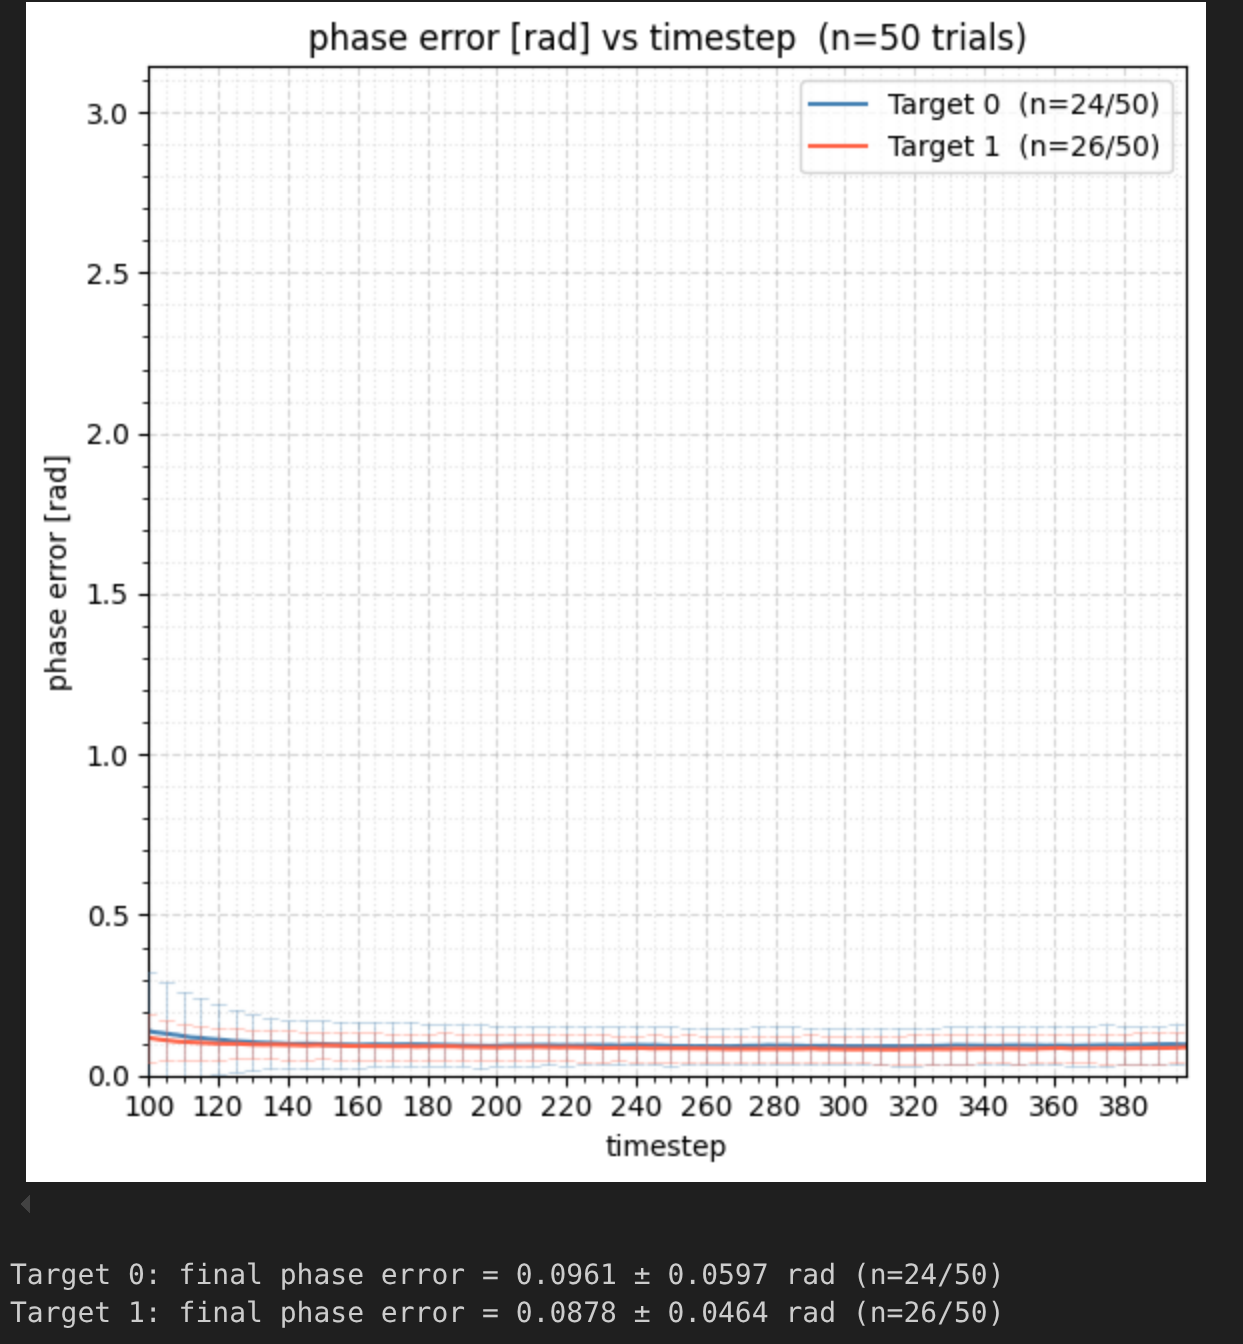 phase error [rad] vs timestep  (n=50 trials)
Target 0  (n=24/50)
Target 1  (n=26/50)
3.0
2.5
2.0
1.5
1.0
0.5
0.0
phase error [rad]
100 120 140 160 180 200 220 240 260 280 300 320 340 360 380
timestep
Target 0: final phase error = 0.0961 ± 0.0597 rad (n=24/50)
Target 1: final phase error = 0.0878 ± 0.0464 rad (n=26/50)